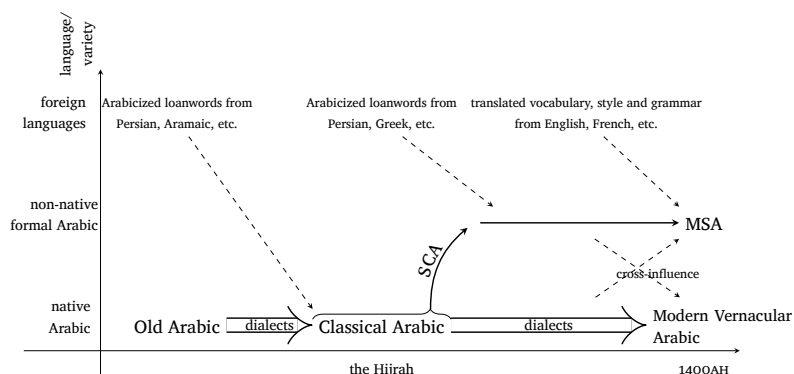 language/
variety
foreign
languages
Arabicized loanwords from
Persian, Aramaic, etc.
Arabicized loanwords from
Persian, Greek, etc.
translated vocabulary, style and grammar
from English, French, etc.
non-native
formal Arabic
MSA
SCA
cross-influence
native
Arabic
Old Arabic
dialects
Classical Arabic
dialects
Modern Vernacular
Arabic
the Hijrah
1400AH